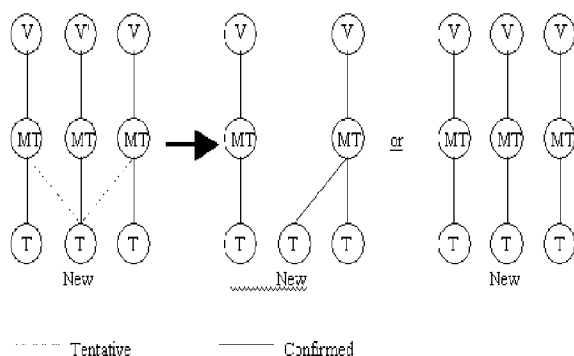 V V' V V V V V V
MT MT MT MT MT or MT MT MT
T T T T T T T T T
New New New
Tentative Confirmed